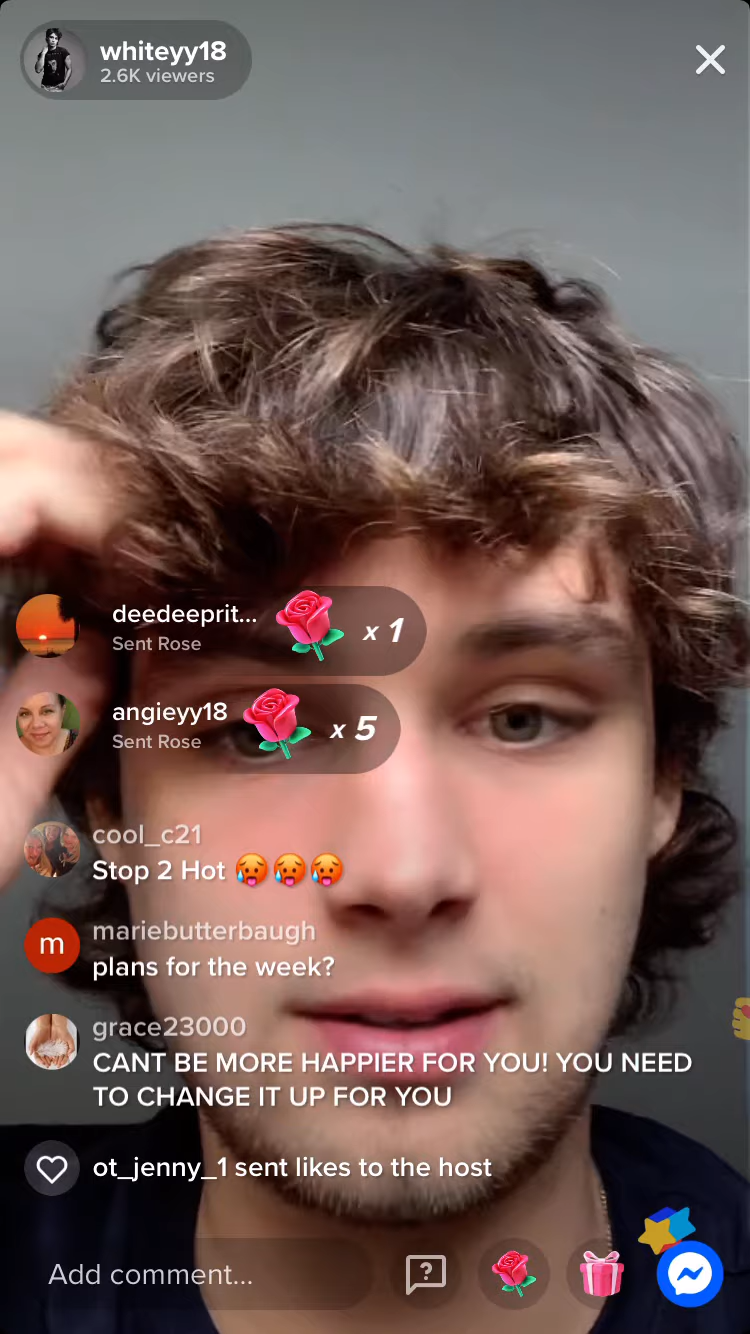 whiteyy18
2.6K viewers
deedeeprit...
Sent Rose
x 1
angieyy18
Sent Rose
x 5
cool_c21
Stop 2 Hot 🥵🥵🥵
m
mariebutterbaugh
plans for the week?
grace23000
CANT BE MORE HAPPIER FOR YOU! YOU NEED
TO CHANGE IT UP FOR YOU
ot_jenny_1 sent likes to the host
Add comment...
?